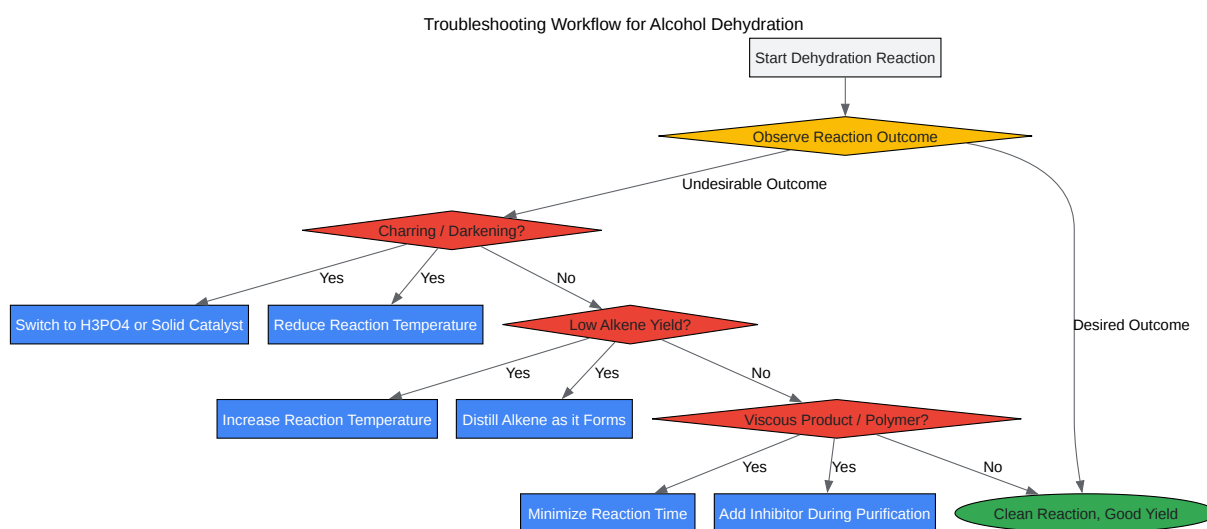 Troubleshooting Workflow for Alcohol Dehydration
Start Dehydration Reaction
Observe Reaction Outcome
Undesirable Outcome
Charring / Darkening?
Yes
Yes
No
Switch to H3PO4 or Solid Catalyst
Reduce Reaction Temperature
Low Alkene Yield?
Desired Outcome
Yes
Yes
No
Increase Reaction Temperature
Distill Alkene as it Forms
Viscous Product / Polymer?
Yes
Yes
No
Minimize Reaction Time
Add Inhibitor During Purification
Clean Reaction, Good Yield